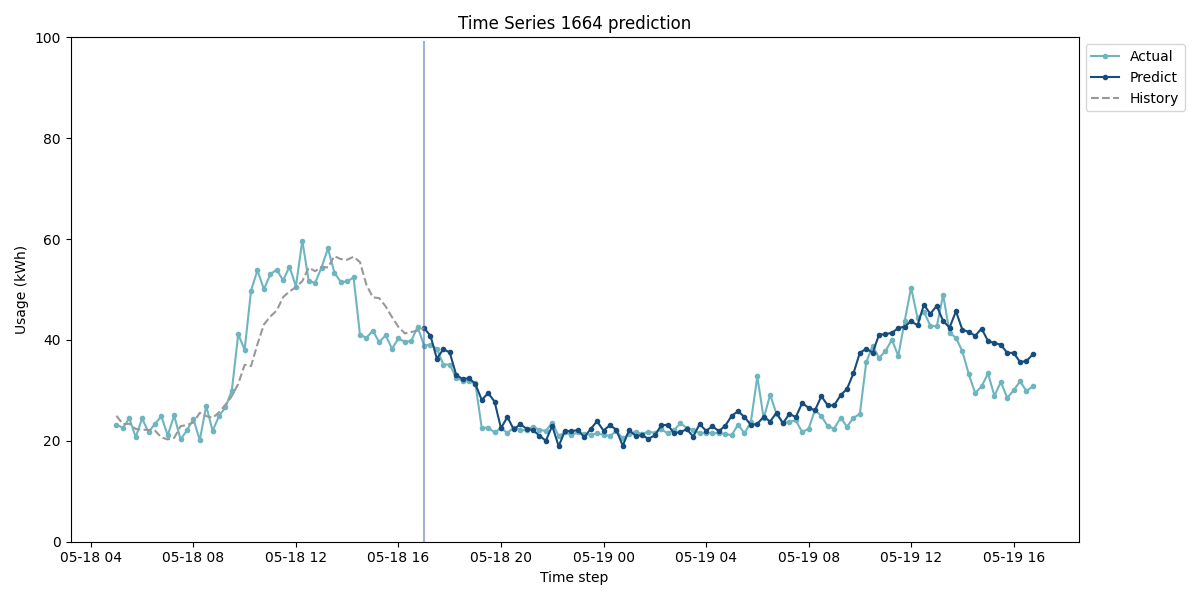 Time Series 1664 prediction
100
80
60
40
20
0
Usage (kWh)
05-18 04
05-18 08
05-18 12
05-18 16
05-18 20
05-19 00
05-19 04
05-19 08
05-19 12
05-19 16
Time step
Actual
Predict
History